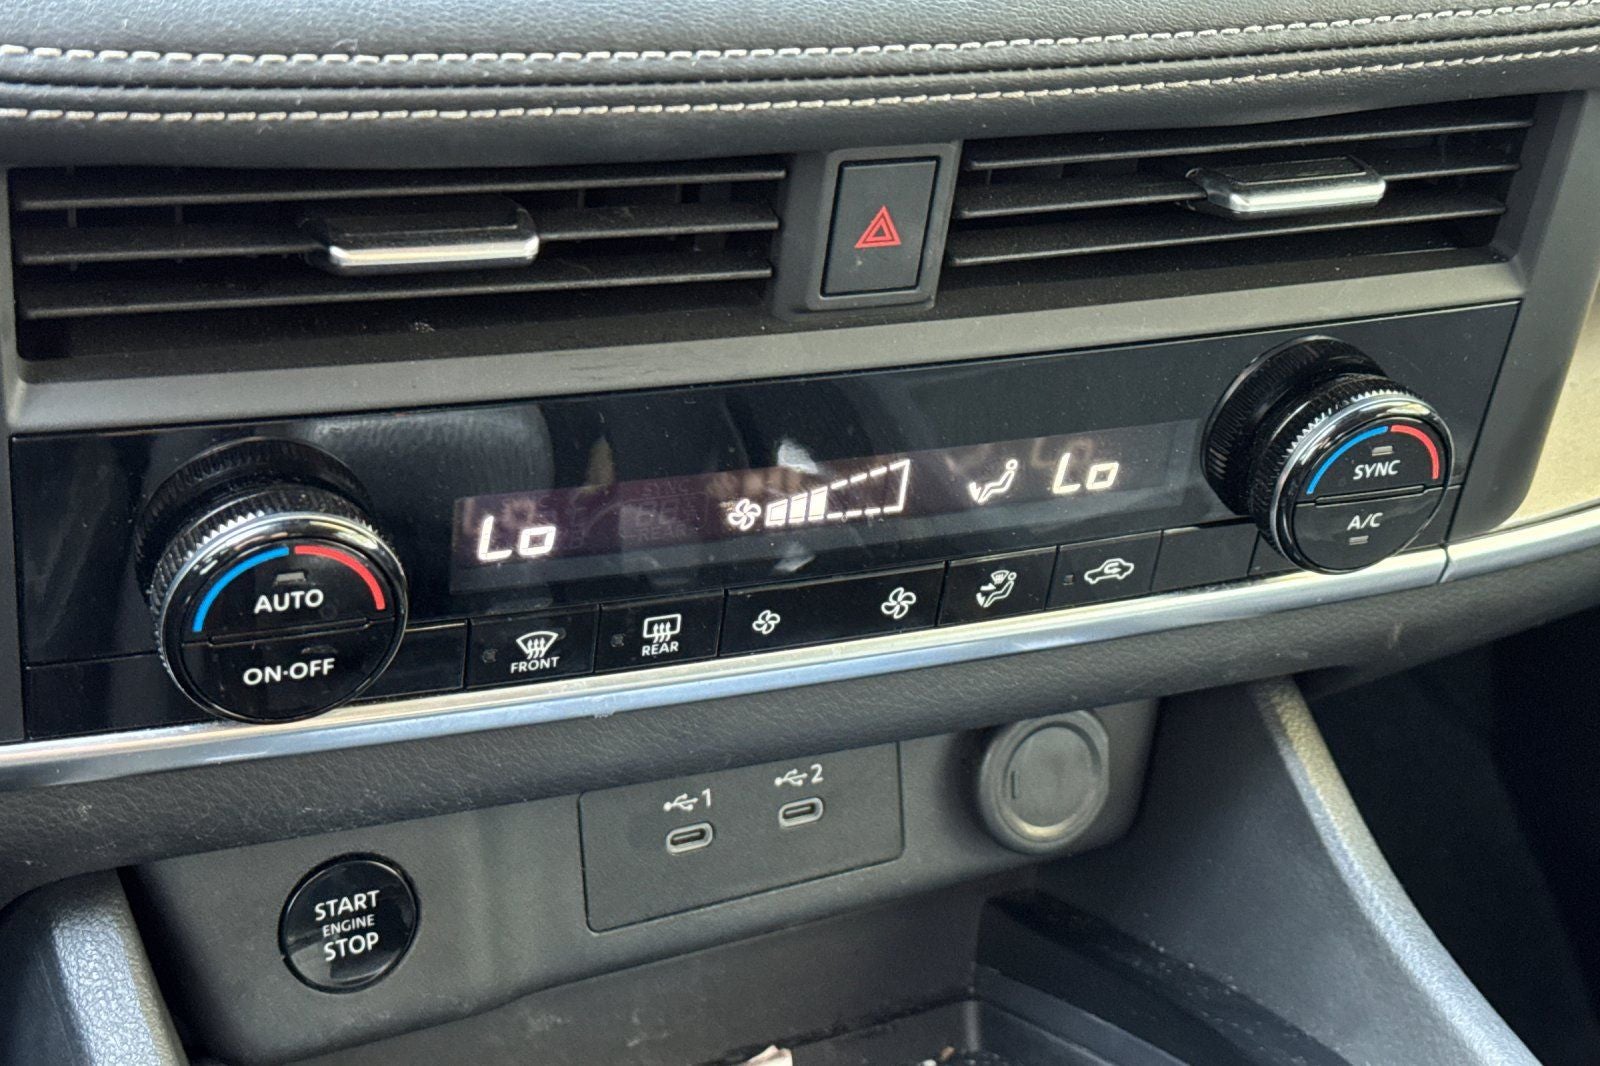 Lo
Lo
SYNC
A/C
AUTO
ON·OFF
FRONT
REAR
1
2
START
ENGINE
STOP